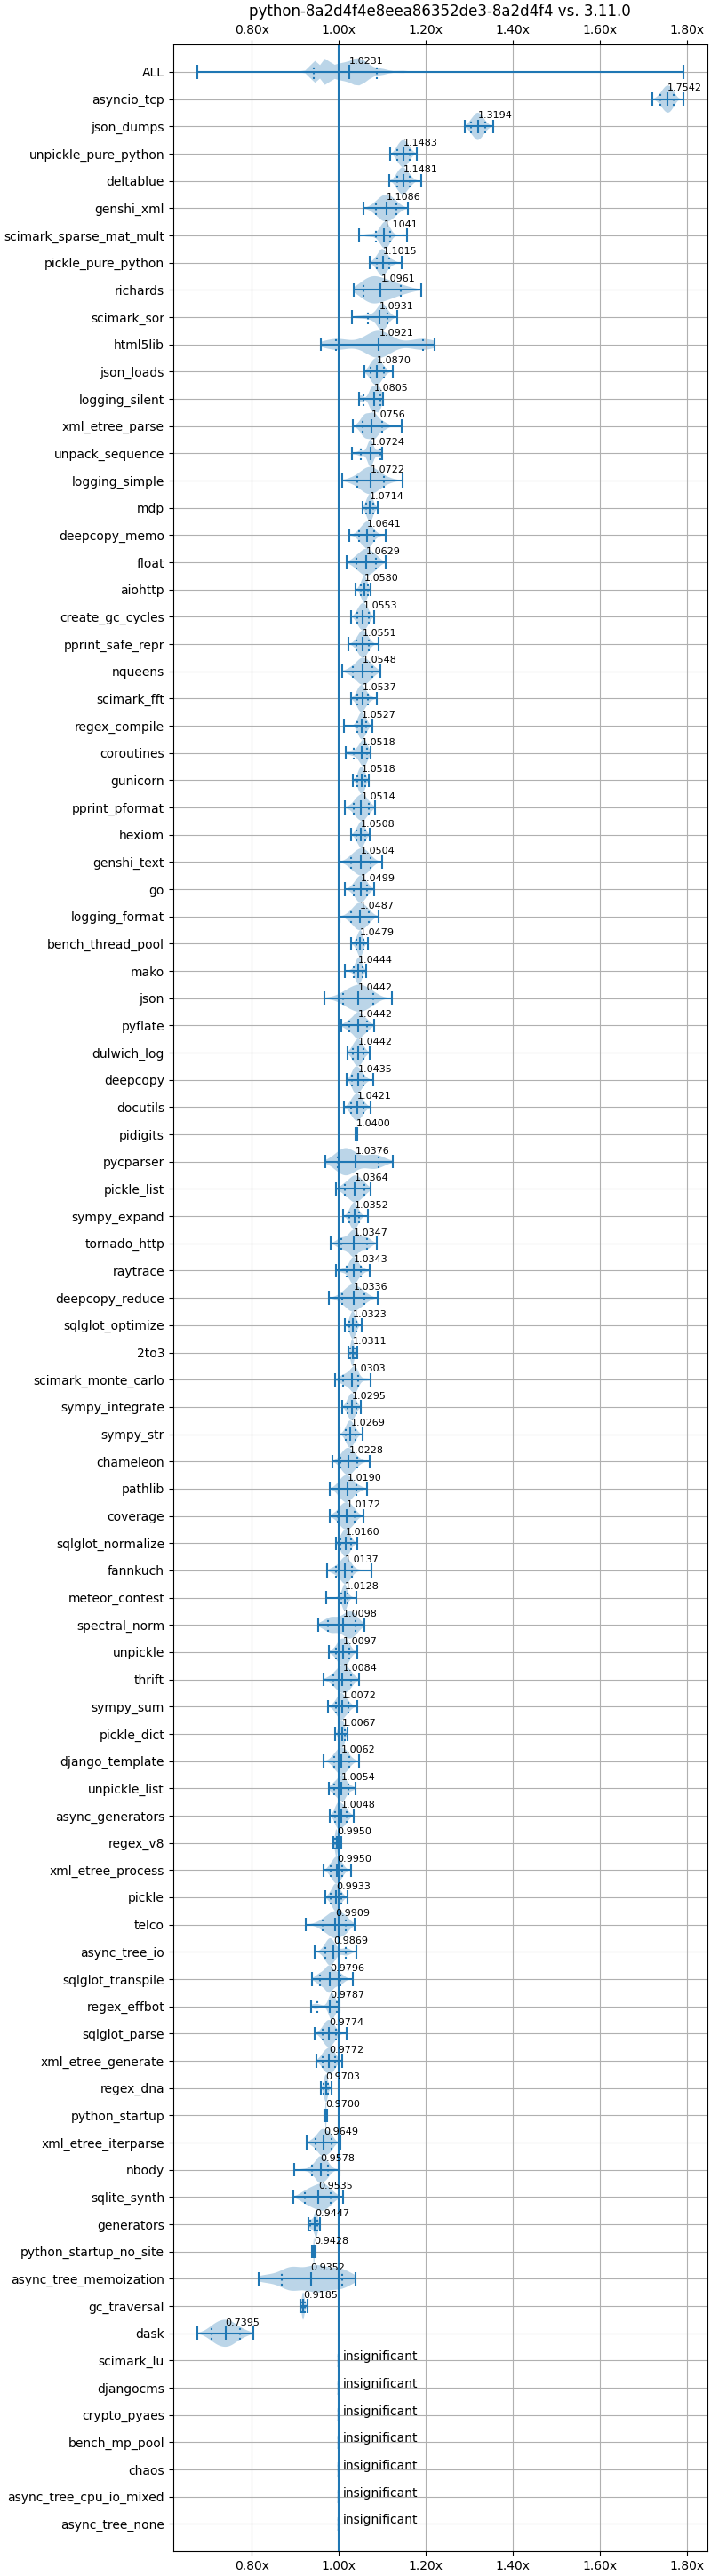 python-8a2d4f4e8eea86352de3-8a2d4f4 vs. 3.11.0
0.80x 1.00x 1.20x 1.40x 1.60x 1.80x
ALL 1.0231
asyncio_tcp 1.7542
json_dumps 1.3194
unpickle_pure_python 1.1483
deltablue 1.1481
genshi_xml 1.1086
scimark_sparse_mat_mult 1.1041
pickle_pure_python 1.1015
richards 1.0961
scimark_sor 1.0931
html5lib 1.0921
json_loads 1.0870
logging_silent 1.0805
xml_etree_parse 1.0756
unpack_sequence 1.0724
logging_simple 1.0722
mdp 1.0714
deepcopy_memo 1.0641
float 1.0629
aiohttp 1.0580
create_gc_cycles 1.0553
pprint_safe_repr 1.0551
nqueens 1.0548
scimark_fft 1.0537
regex_compile 1.0527
coroutines 1.0518
gunicorn 1.0518
pprint_pformat 1.0514
hexiom 1.0508
genshi_text 1.0504
go 1.0499
logging_format 1.0487
bench_thread_pool 1.0479
mako 1.0444
json 1.0442
pyflate 1.0442
dulwich_log 1.0442
deepcopy 1.0435
docutils 1.0421
pidigits 1.0400
pycparser 1.0376
pickle_list 1.0364
sympy_expand 1.0352
tornado_http 1.0347
raytrace 1.0343
deepcopy_reduce 1.0336
sqlglot_optimize 1.0323
2to3 1.0311
scimark_monte_carlo 1.0303
sympy_integrate 1.0295
sympy_str 1.0269
chameleon 1.0228
pathlib 1.0190
coverage 1.0172
sqlglot_normalize 1.0160
fannkuch 1.0137
meteor_contest 1.0128
spectral_norm 1.0098
unpickle 1.0097
thrift 1.0084
sympy_sum 1.0072
pickle_dict 1.0067
django_template 1.0062
unpickle_list 1.0054
async_generators 1.0048
regex_v8 0.9950
xml_etree_process 0.9950
pickle 0.9933
telco 0.9909
async_tree_io 0.9869
sqlglot_transpile 0.9796
regex_effbot 0.9787
sqlglot_parse 0.9774
xml_etree_generate 0.9772
regex_dna 0.9703
python_startup 0.9700
xml_etree_iterparse 0.9649
nbody 0.9578
sqlite_synth 0.9535
generators 0.9447
python_startup_no_site 0.9428
async_tree_memoization 0.9352
gc_traversal 0.9185
dask 0.7395
scimark_lu insignificant
djangocms insignificant
crypto_pyaes insignificant
bench_mp_pool insignificant
chaos insignificant
async_tree_cpu_io_mixed insignificant
async_tree_none insignificant
0.80x 1.00x 1.20x 1.40x 1.60x 1.80x